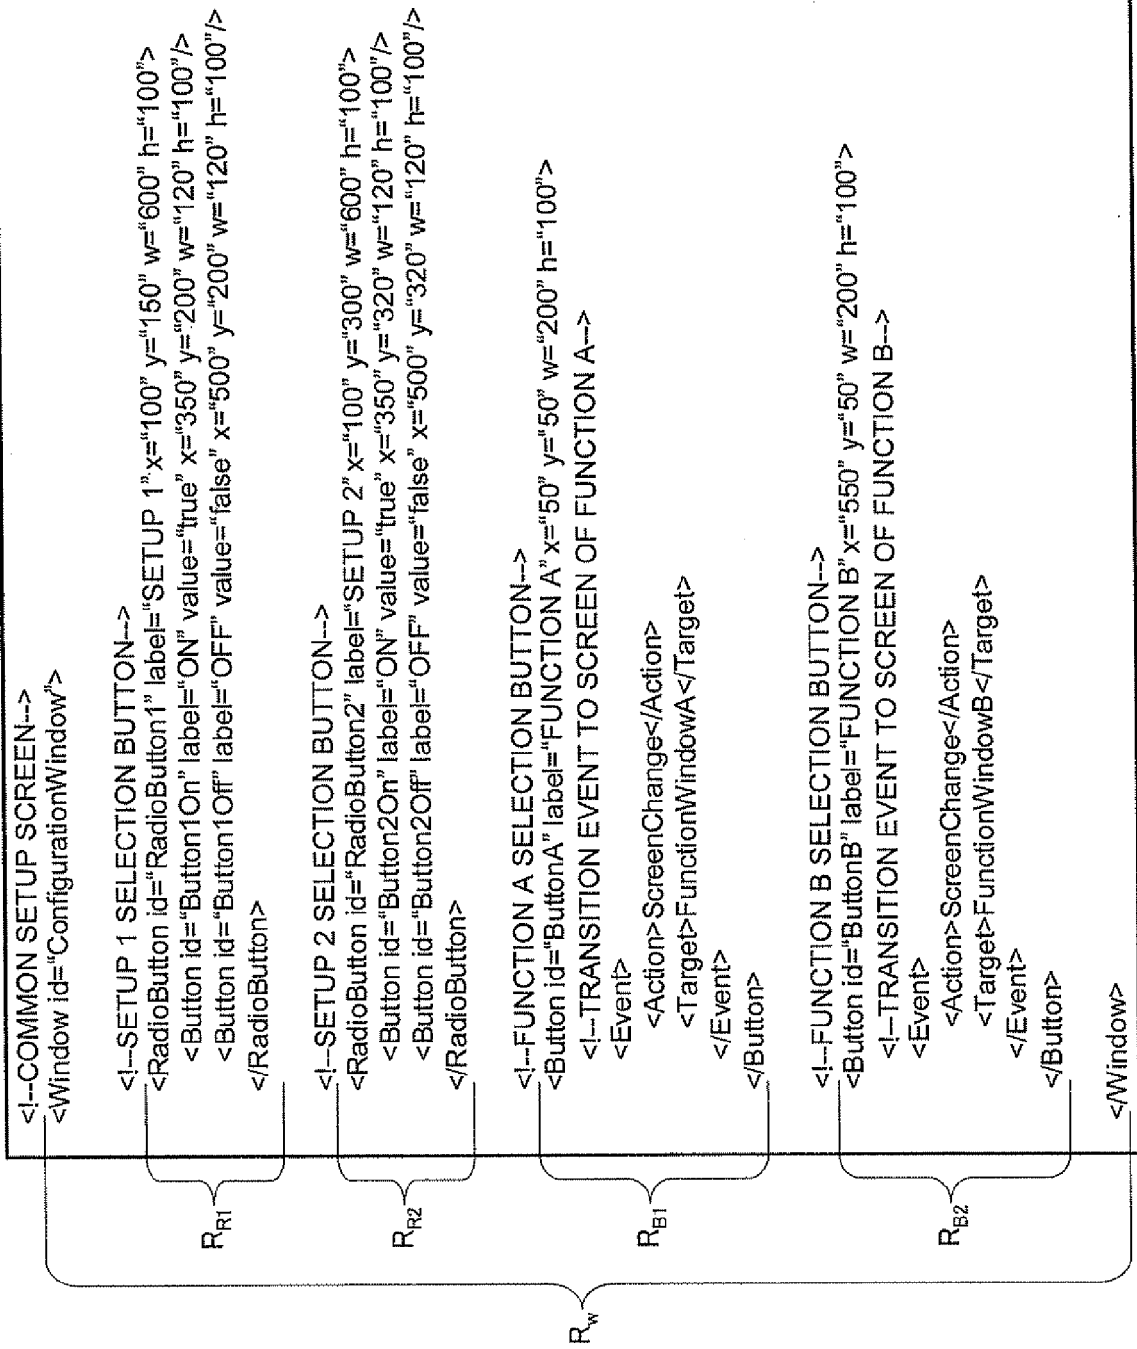 <!--COMMON SETUP SCREEN-->
<Window id=“ConfigurationWindow”>
<!--SETUP 1 SELECTION BUTTON-->
<RadioButton id=“RadioButton1” label=“SETUP 1” x=“100” y=“150” w=“600” h=“100”>
<Button id=“Button1On” label=“ON” value=“true” x=“350” y=“200” w=“120” h=“100”/>
<Button id=“Button1Off” label=“OFF” value=“false” x=“500” y=“200” w=“120” h=“100”/>
</RadioButton>
<!--SETUP 2 SELECTION BUTTON-->
<RadioButton id=“RadioButton2” label=“SETUP 2” x=“100” y=“300” w=“600” h=“100”>
<Button id=“Button2On” label=“ON” value=“true” x=“350” y=“320” w=“120” h=“100”/>
<Button id=“Button2Off” label=“OFF” value=“false” x=“500” y=“320” w=“120” h=“100”/>
</RadioButton>
<!--FUNCTION A SELECTION BUTTON-->
<Button id=“ButtonA” label=“FUNCTION A” x=“50” y=“50” w=“200” h=“100”>
<!--TRANSITION EVENT TO SCREEN OF FUNCTION A-->
<Event>
<Action>ScreenChange</Action>
<Target>FunctionWindowA</Target>
</Event>
</Button>
<!--FUNCTION B SELECTION BUTTON-->
<Button id=“ButtonB” label=“FUNCTION B” x=“550” y=“50” w=“200” h=“100”>
<!--TRANSITION EVENT TO SCREEN OF FUNCTION B-->
<Event>
<Action>ScreenChange</Action>
<Target>FunctionWindowB</Target>
</Event>
</Button>
</Window>
RR1
RR2
RB1
RB2
Rw